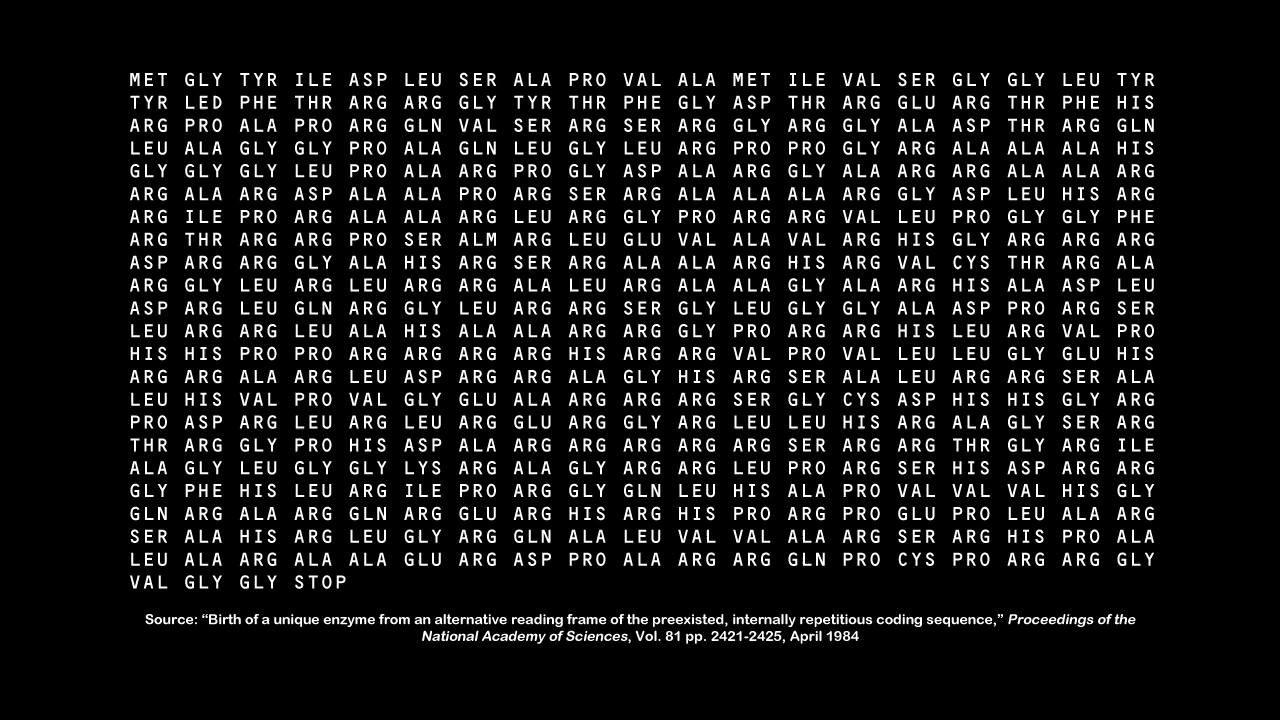 MET GLY TYR ILE ASP LEU SER ALA PRO VAL ALA MET ILE VAL SER GLY GLY LEU TYR
TYR LED PHE THR ARG ARG GLY TYR THR PHE GLY ASP THR ARG GLU ARG THR PHE HIS
ARG PRO ALA PRO ARG GLN VAL SER ARG SER ARG GLY ARG GLY ALA ASP THR ARG GLN
LEU ALA GLY GLY PRO ALA GLN LEU GLY LEU ARG PRO PRO GLY ARG ALA ALA ALA HIS
GLY GLY GLY LEU PRO ALA ARG PRO GLY ASP ALA ARG GLY ALA ARG ARG ALA ALA ARG
ARG ALA ARG ASP ALA ALA PRO ARG SER ARG ALA ALA ALA ARG GLY ASP LEU HIS ARG
ARG ILE PRO ARG ALA ALA ARG LEU ARG GLY PRO ARG ARG VAL LEU PRO GLY GLY PHE
ARG THR ARG ARG PRO SER ALM ARG LEU GLU VAL ALA VAL ARG HIS GLY ARG ARG ARG
ASP ARG ARG GLY ALA HIS ARG SER ARG ALA ALA ARG HIS ARG VAL CYS THR ARG ALA
ARG GLY LEU ARG LEU ARG ARG ALA LEU ARG ALA ALA GLY ALA ARG HIS ALA ASP LEU
ASP ARG LEU GLN ARG GLY LEU ARG ARG SER GLY LEU GLY GLY ALA ASP PRO ARG SER
LEU ARG ARG LEU ALA HIS ALA ALA ARG ARG GLY PRO ARG ARG HIS LEU ARG VAL PRO
HIS HIS PRO PRO ARG ARG ARG ARG HIS ARG ARG VAL PRO VAL LEU LEU GLY GLU HIS
ARG ARG ALA ARG LEU ASP ARG ARG ALA GLY HIS ARG SER ALA LEU ARG ARG SER ALA
LEU HIS VAL PRO VAL GLY GLU ALA ARG ARG ARG SER GLY CYS ASP HIS HIS GLY ARG
PRO ASP ARG LEU ARG LEU ARG GLU ARG GLY ARG LEU LEU HIS ARG ALA GLY SER ARG
THR ARG GLY PRO HIS ASP ALA ARG ARG ARG ARG ARG SER ARG ARG THR GLY ARG ILE
ALA GLY LEU GLY GLY LYS ARG ALA GLY ARG ARG LEU PRO ARG SER HIS ASP ARG ARG
GLY PHE HIS LEU ARG ILE PRO ARG GLY GLN LEU HIS ALA PRO VAL VAL VAL HIS GLY
GLN ARG ALA ARG GLN ARG GLU ARG HIS ARG HIS PRO ARG PRO GLU PRO LEU ALA ARG
SER ALA HIS ARG LEU GLY ARG GLN ALA LEU VAL VAL ALA ARG SER ARG HIS PRO ALA
LEU ALA ARG ALA ALA GLU ARG ASP PRO ALA ARG ARG GLN PRO CYS PRO ARG ARG GLY
VAL GLY GLY STOP
Source: “Birth of a unique enzyme from an alternative reading frame of the preexisted, internally repetitious coding sequence,” Proceedings of the
National Academy of Sciences, Vol. 81 pp. 2421-2425, April 1984